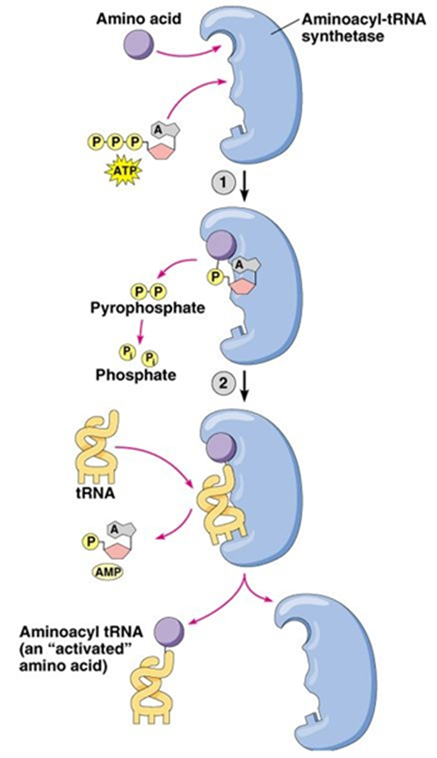 Amino acid
Aminoacyl-tRNA
synthetase
P P P A
ATP
1
A
P
P P
Pyrophosphate
Pi Pi
Phosphate
2
tRNA
A
P
AMP
Aminoacyl tRNA
(an “activated”
amino acid)